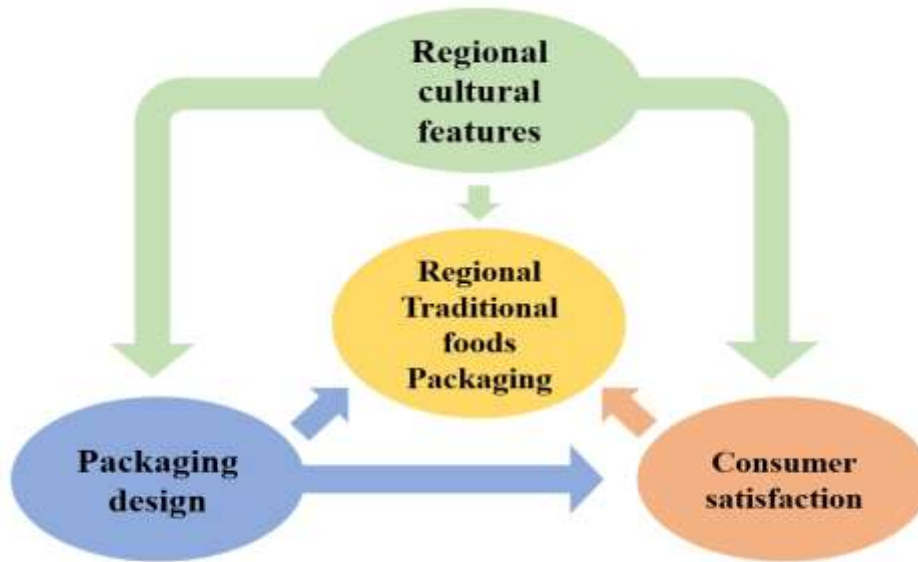 Regional
cultural
features
Regional
Traditional
foods
Packaging
Packaging
design
Consumer
satisfaction